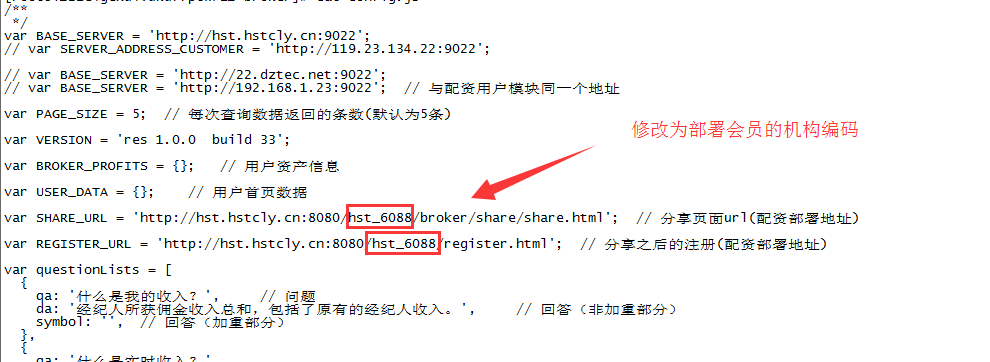 /**
 */
var BASE_SERVER = 'http://hst.hstcly.cn:9022';
// var SERVER_ADDRESS_CUSTOMER = 'http://119.23.134.22:9022';
// var BASE_SERVER = 'http://22.dztec.net:9022';
// var BASE_SERVER = 'http://192.168.1.23:9022';  // 与配资用户模块同一个地址
var PAGE_SIZE = 5;  // 每次查询数据返回的条数(默认为5条)
修改为部署会员的机构编码
var VERSION = 'res 1.0.0  build 33';
var BROKER_PROFITS = {};   // 用户资产信息
var USER_DATA = {};    // 用户首页数据
var SHARE_URL = 'http://hst.hstcly.cn:8080/hst_6088/broker/share/share.html';  // 分享页面url(配资部署地址)
var REGISTER_URL = 'http://hst.hstcly.cn:8080/hst_6088/register.html';  // 分享之后的注册(配资部署地址)
var questionLists = [
  {
    qa: '什么是我的收入？',     // 问题
    da: '经纪人所获佣金收入总和，包括了原有的经纪人收入。',     // 回答（非加重部分）
    symbol: '',  // 回答（加重部分）
  },
  {
    qa: '什么是实时收入？'